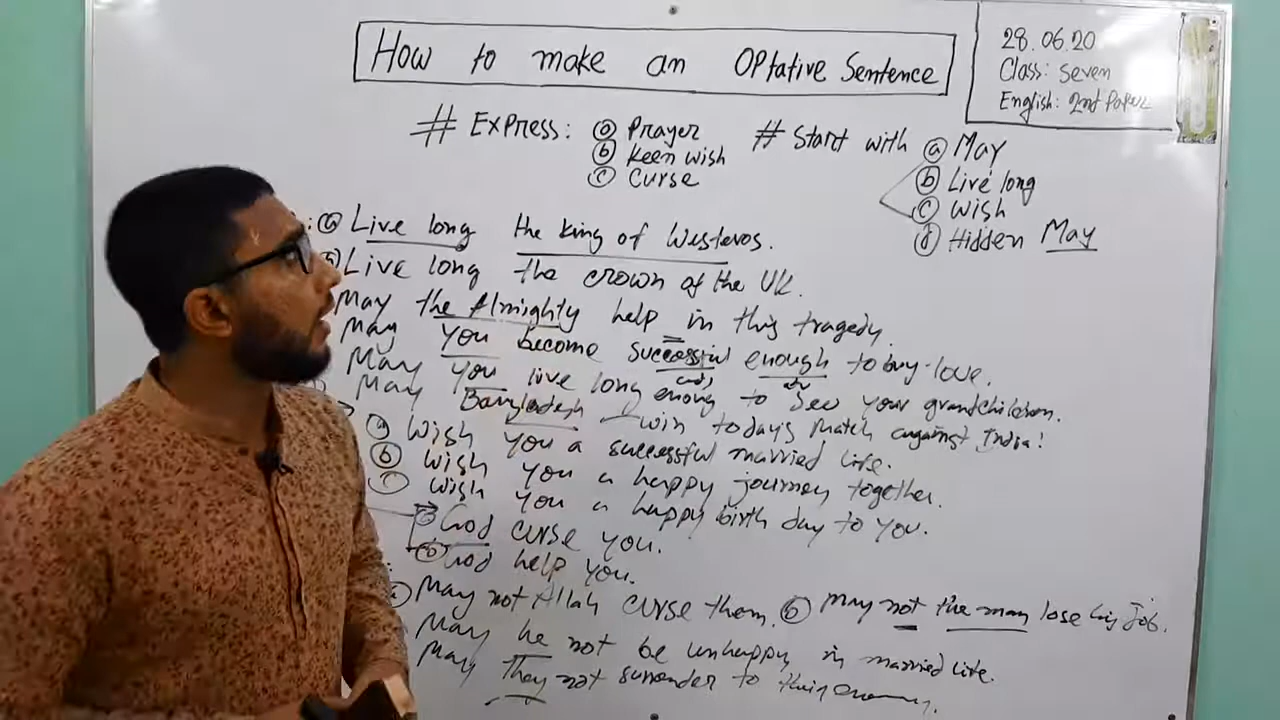 How to make an OPtative Sentence
28.06.20
Class: Seven
English: 2nd Paper
# Express: (a) Prayer
(b) Keen wish
(c) Curse
# Start with (a) May
(b) Live long
(c) Wish
(d) Hidden May
: (a) Live long the king of Westeros.
Live long the crown of the UK.
May the Almighty help in this tragedy.
May you become successful enough to buy love.
May you live long enoug to see your grandchildren.
May Bangladesh win today's match against India!
(a) Wish you a successful married life.
(b) Wish you a happy journey together.
(c) Wish you a happy birth day to you.
God curse you.
(b) God help you.
(a) May not Allah curse them. (b) May not the man lose his job.
May he not be unhappy in married life.
May they not surrender to their enemy.